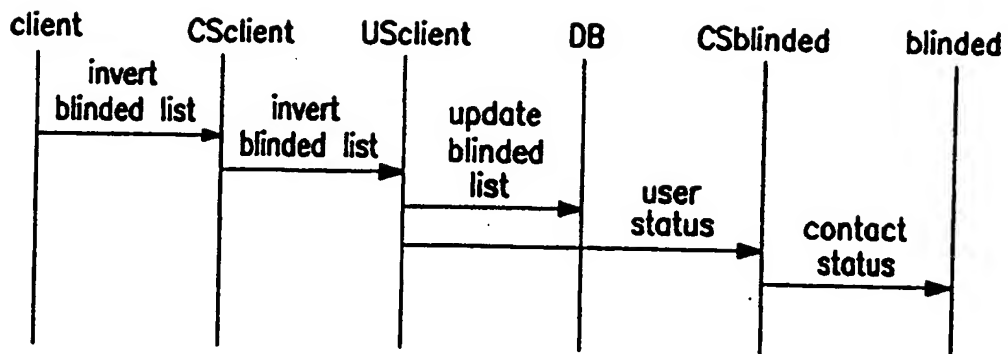 client CSclient USclient DB CSblinded blinded
invert
blinded list
invert
blinded list
update
blinded
list
user
status
contact
status